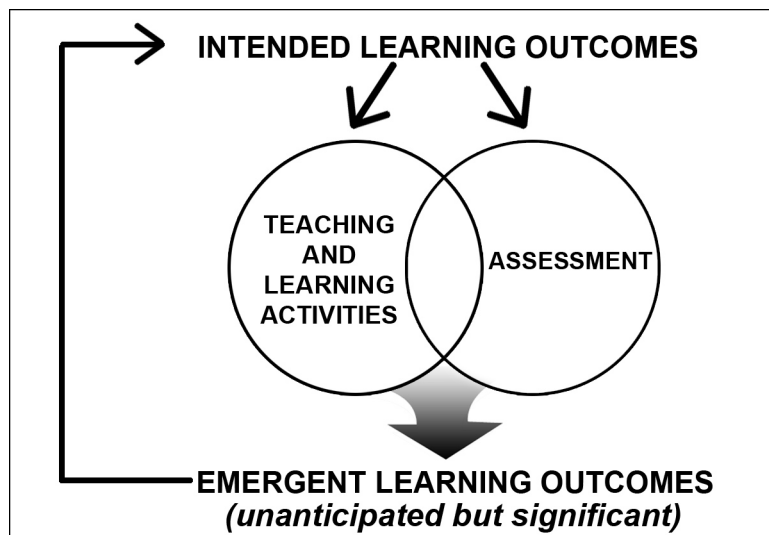 INTENDED LEARNING OUTCOMES
TEACHING
AND
LEARNING
ACTIVITIES
ASSESSMENT
EMERGENT LEARNING OUTCOMES
(unanticipated but significant)